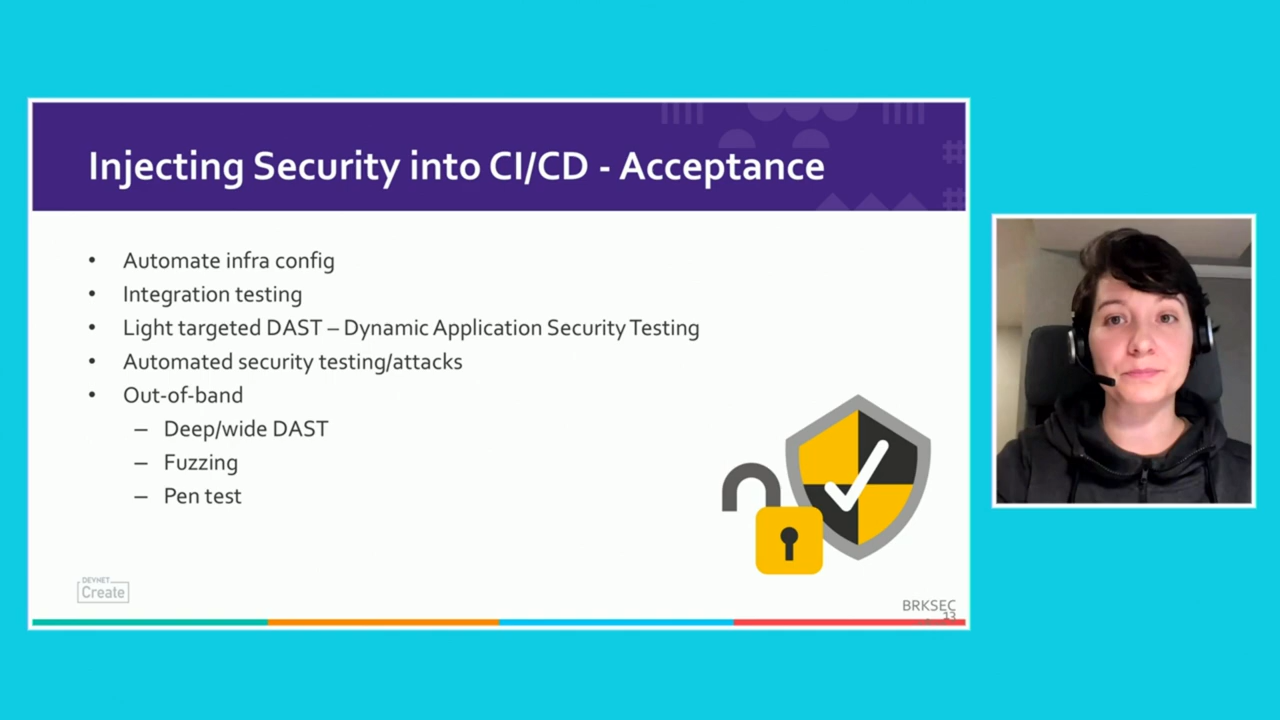 Injecting Security into CI/CD - Acceptance
• Automate infra config
• Integration testing
• Light targeted DAST – Dynamic Application Security Testing
• Automated security testing/attacks
• Out-of-band
– Deep/wide DAST
– Fuzzing
– Pen test
DEVNET
Create
BRKSEC
13